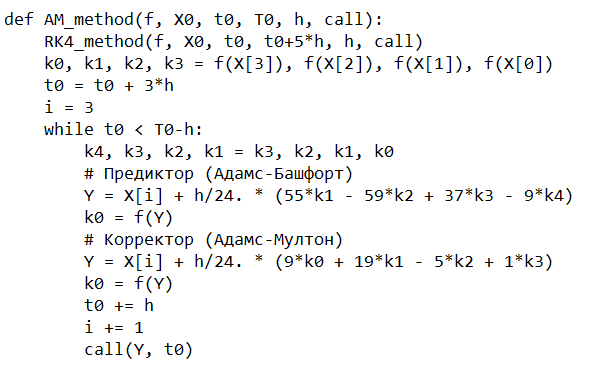 def AM_method(f, X0, t0, T0, h, call):
    RK4_method(f, X0, t0, t0+5*h, h, call)
    k0, k1, k2, k3 = f(X[3]), f(X[2]), f(X[1]), f(X[0])
    t0 = t0 + 3*h
    i = 3
    while t0 < T0-h:
        k4, k3, k2, k1 = k3, k2, k1, k0
        # Предиктор (Адамс-Башфорт)
        Y = X[i] + h/24. * (55*k1 - 59*k2 + 37*k3 - 9*k4)
        k0 = f(Y)
        # Корректор (Адамс-Мултон)
        Y = X[i] + h/24. * (9*k0 + 19*k1 - 5*k2 + 1*k3)
        k0 = f(Y)
        t0 += h
        i += 1
        call(Y, t0)